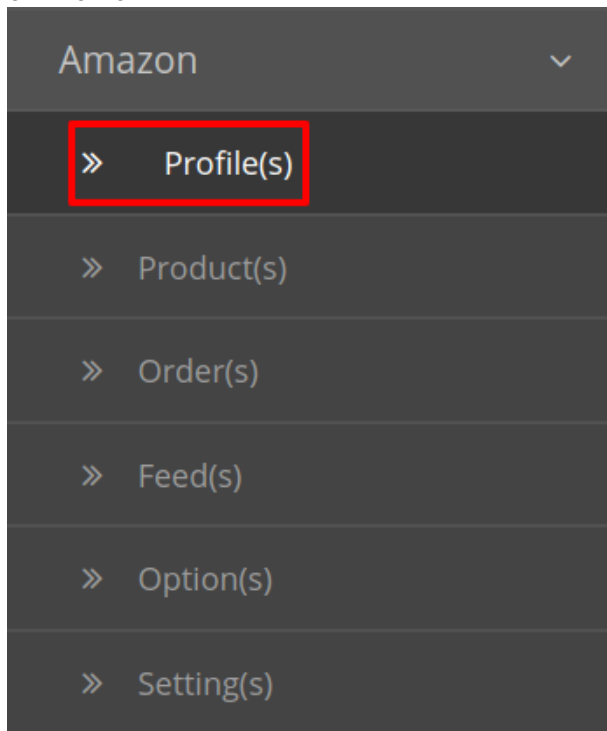 Amazon
» Profile(s)
» Product(s)
» Order(s)
» Feed(s)
» Option(s)
» Setting(s)